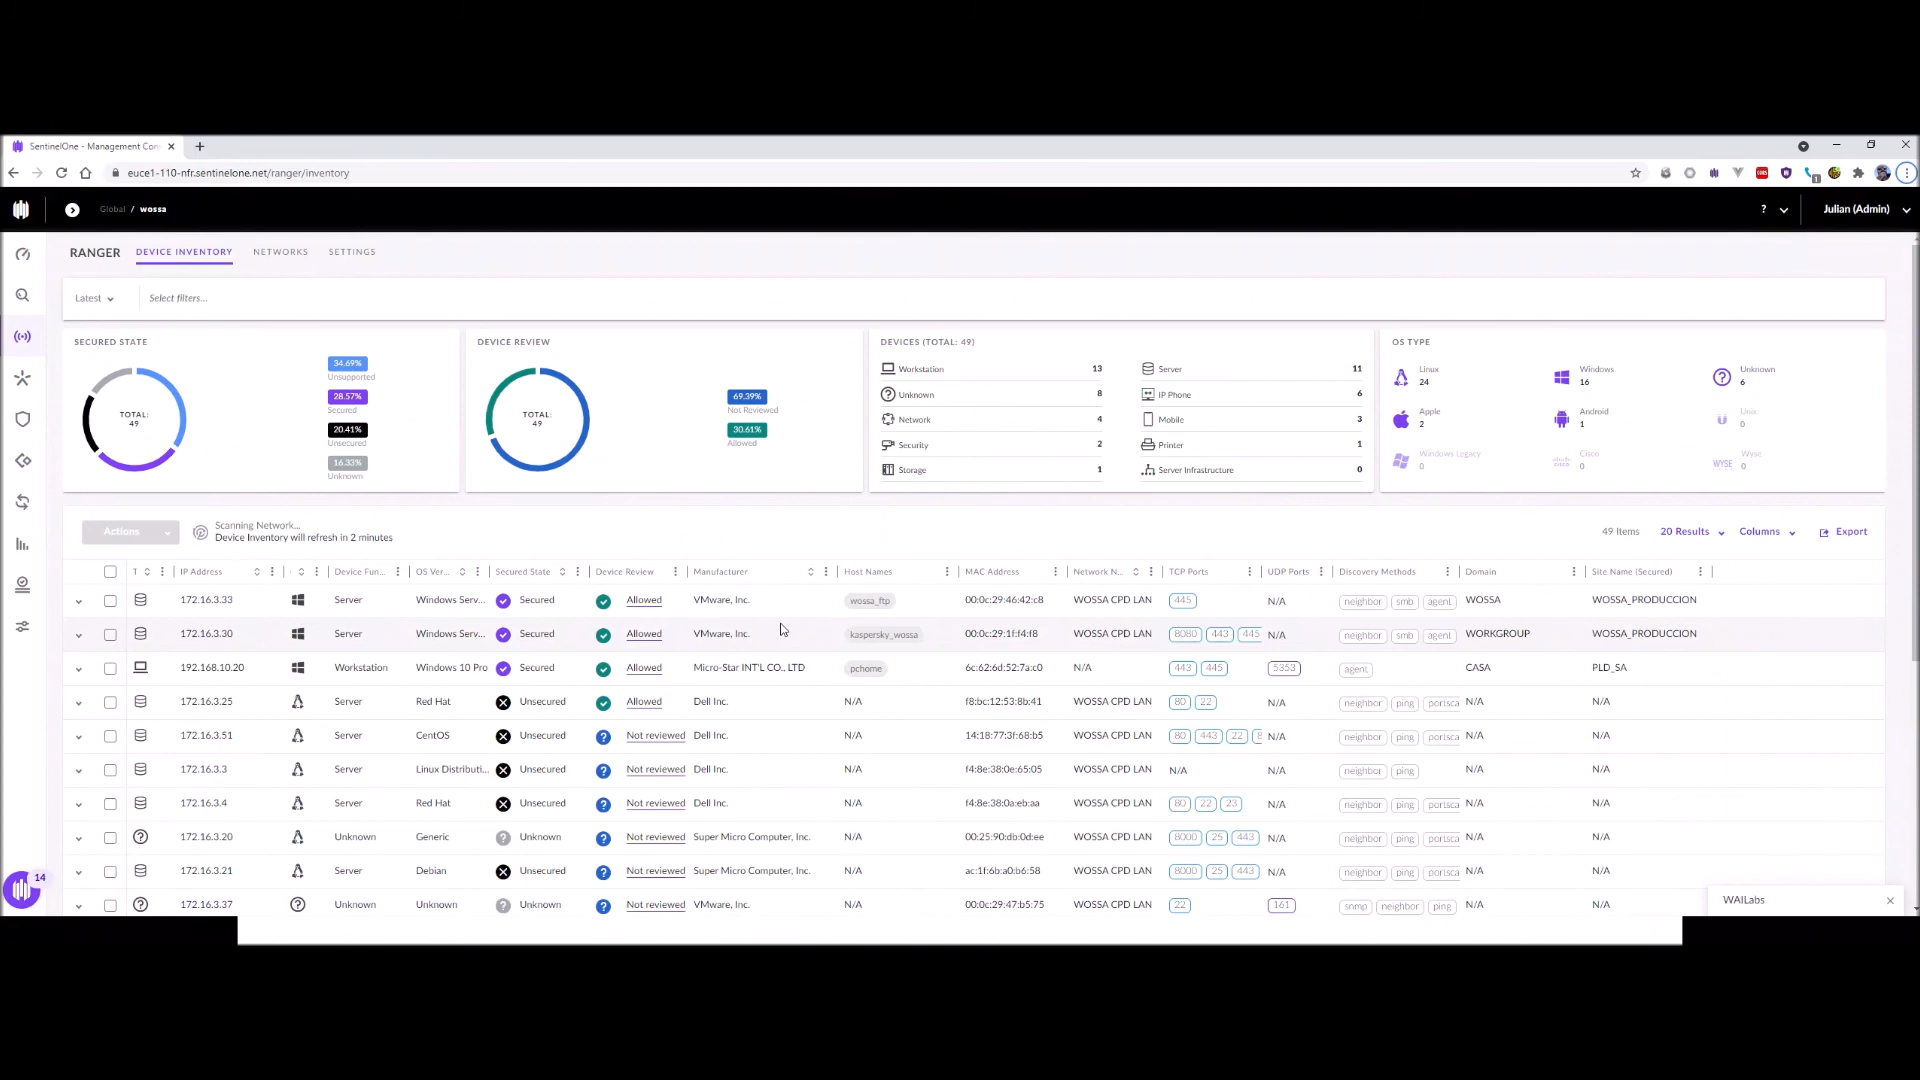 SentinelOne - Management Con
euce1-110-nfr.sentinelone.net/ranger/inventory
Global / wossa
? Julian (Admin)
RANGER DEVICE INVENTORY NETWORKS SETTINGS
Latest Select filters...
SECURED STATE
TOTAL:
49
34.69%
Unsupported
28.57%
Secured
20.41%
Unsecured
16.33%
Unknown
DEVICE REVIEW
TOTAL:
49
69.39%
Not Reviewed
30.61%
Allowed
DEVICES (TOTAL: 49)
Workstation 13 Server 11
Unknown 8 IP Phone 6
Network 4 Mobile 3
Security 2 Printer 1
Storage 1 Server Infrastructure 0
OS TYPE
Linux Windows Unknown
24 16 6
Apple Android Unix
2 1 0
Windows Legacy Cisco Wyse
0 0 0
Actions Scanning Network...
Device Inventory will refresh in 2 minutes
49 Items 20 Results Columns Export
T IP Address Device Fun... OS Ver... Secured State Device Review Manufacturer Host Names MAC Address Network N... TCP Ports UDP Ports Discovery Methods Domain Site Name (Secured)
172.16.3.33 Server Windows Serv... Secured Allowed VMware, Inc. wossa_ftp 00:0c:29:46:42:c8 WOSSA CPD LAN 445 N/A neighbor smb agent WOSSA WOSSA_PRODUCCION
172.16.3.30 Server Windows Serv... Secured Allowed VMware, Inc. kaspersky_wossa 00:0c:29:1f:f4:f8 WOSSA CPD LAN 8080 443 445 N/A neighbor smb agent WORKGROUP WOSSA_PRODUCCION
192.168.10.20 Workstation Windows 10 Pro Secured Allowed Micro-Star INT'L CO., LTD pchome 6c:62:6d:52:7a:c0 N/A 443 445 5353 agent CASA PLD_SA
172.16.3.25 Server Red Hat Unsecured Allowed Dell Inc. N/A f8:bc:12:53:8b:41 WOSSA CPD LAN 80 22 N/A neighbor ping portsca N/A N/A
172.16.3.51 Server CentOS Unsecured Not reviewed Dell Inc. N/A 14:18:77:3f:68:b5 WOSSA CPD LAN 80 443 22 8 N/A neighbor ping portsca N/A N/A
172.16.3.3 Server Linux Distributi... Unsecured Not reviewed Dell Inc. N/A f4:8e:38:0e:65:05 WOSSA CPD LAN N/A N/A neighbor ping N/A N/A
172.16.3.4 Server Red Hat Unsecured Not reviewed Dell Inc. N/A f4:8e:38:0a:eb:aa WOSSA CPD LAN 80 22 23 N/A neighbor ping portsca N/A N/A
172.16.3.20 Unknown Generic Unknown Not reviewed Super Micro Computer, Inc. N/A 00:25:90:db:0d:ee WOSSA CPD LAN 8000 25 443 N/A neighbor ping portsca N/A N/A
172.16.3.21 Server Debian Unsecured Not reviewed Super Micro Computer, Inc. N/A ac:1f:6b:a0:b6:58 WOSSA CPD LAN 8000 25 443 N/A neighbor ping portsca N/A N/A
172.16.3.37 Unknown Unknown Unknown Not reviewed VMware, Inc. N/A 00:0c:29:47:b5:75 WOSSA CPD LAN 22 161 snmp neighbor ping N/A N/A
14
WAILabs